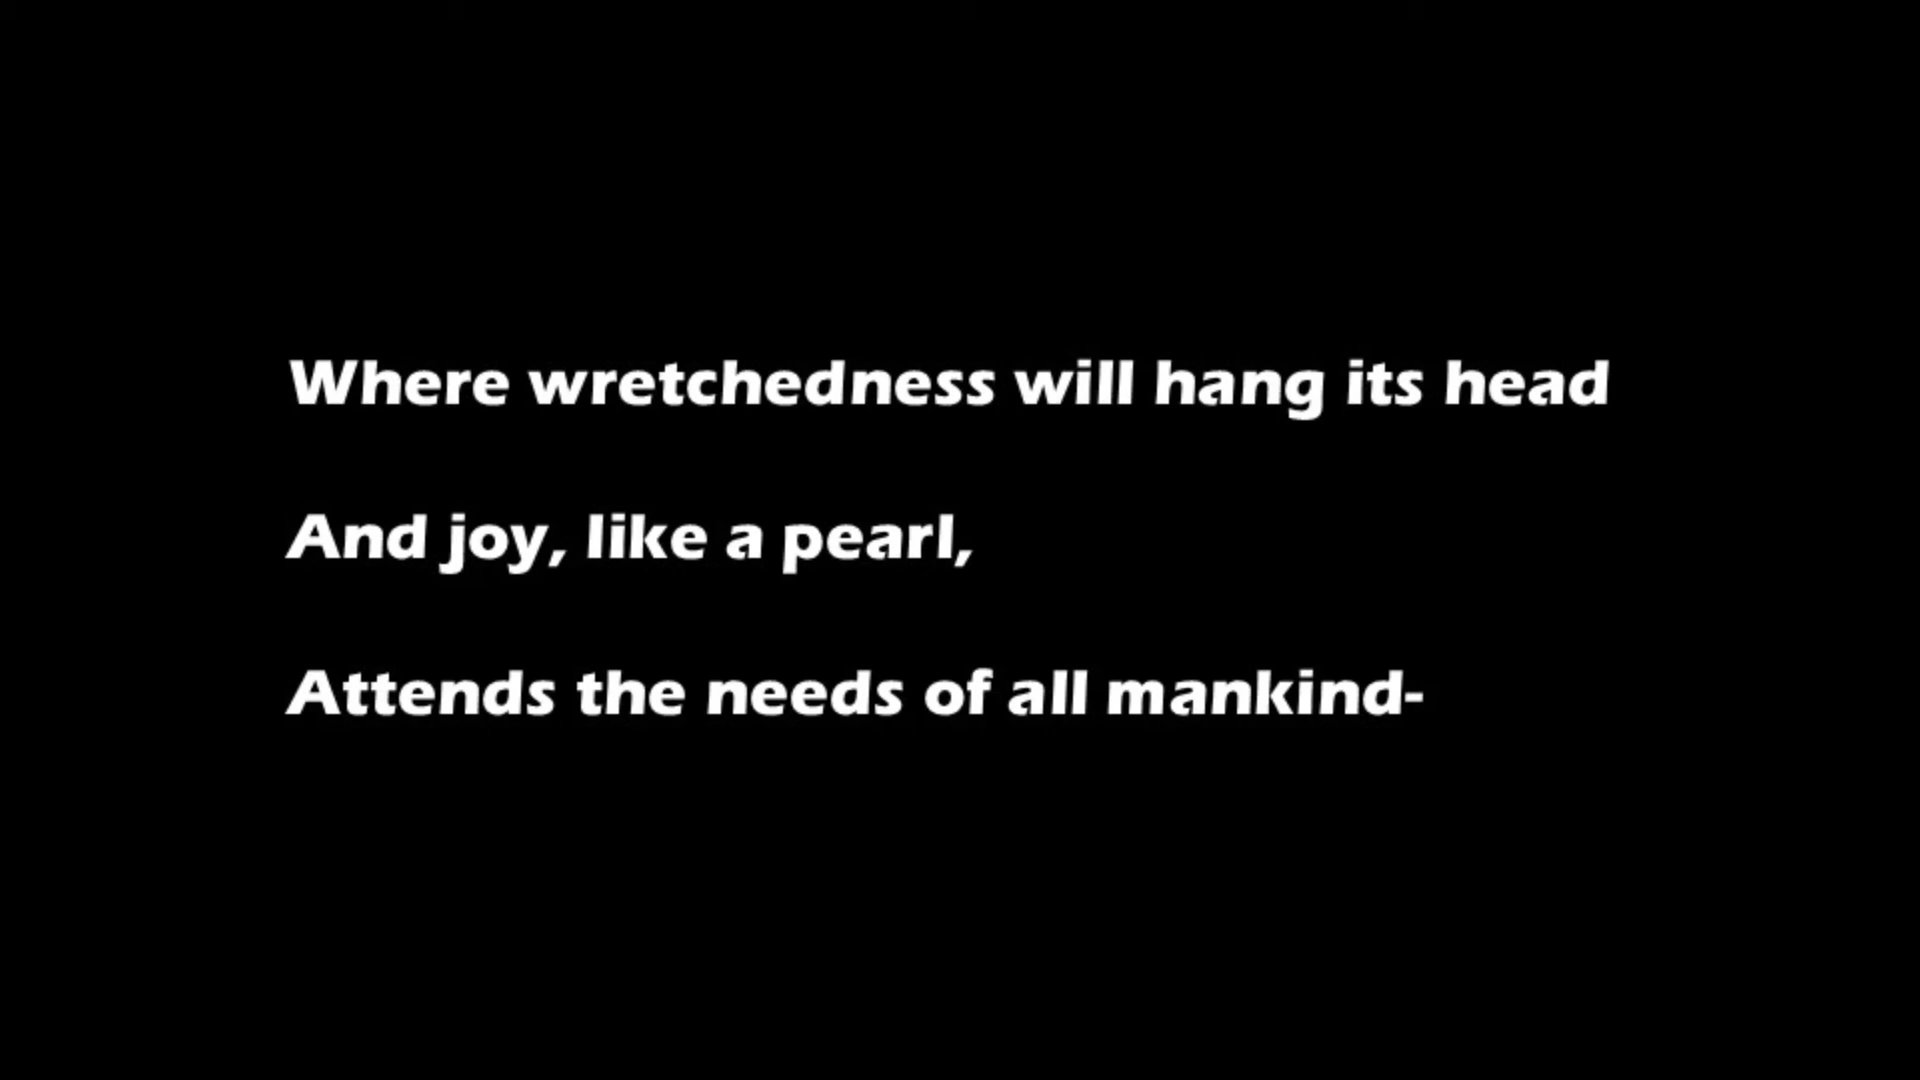 Where wretchedness will hang its head
And joy, like a pearl,
Attends the needs of all mankind-